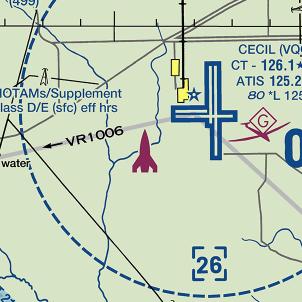 (499)
CECIL (VQ
CT - 126.1★
ATIS 125.2
80 *L 125
NOTAMs/Supplement
lass D/E (sfc) eff hrs
G
VR1006
water
26